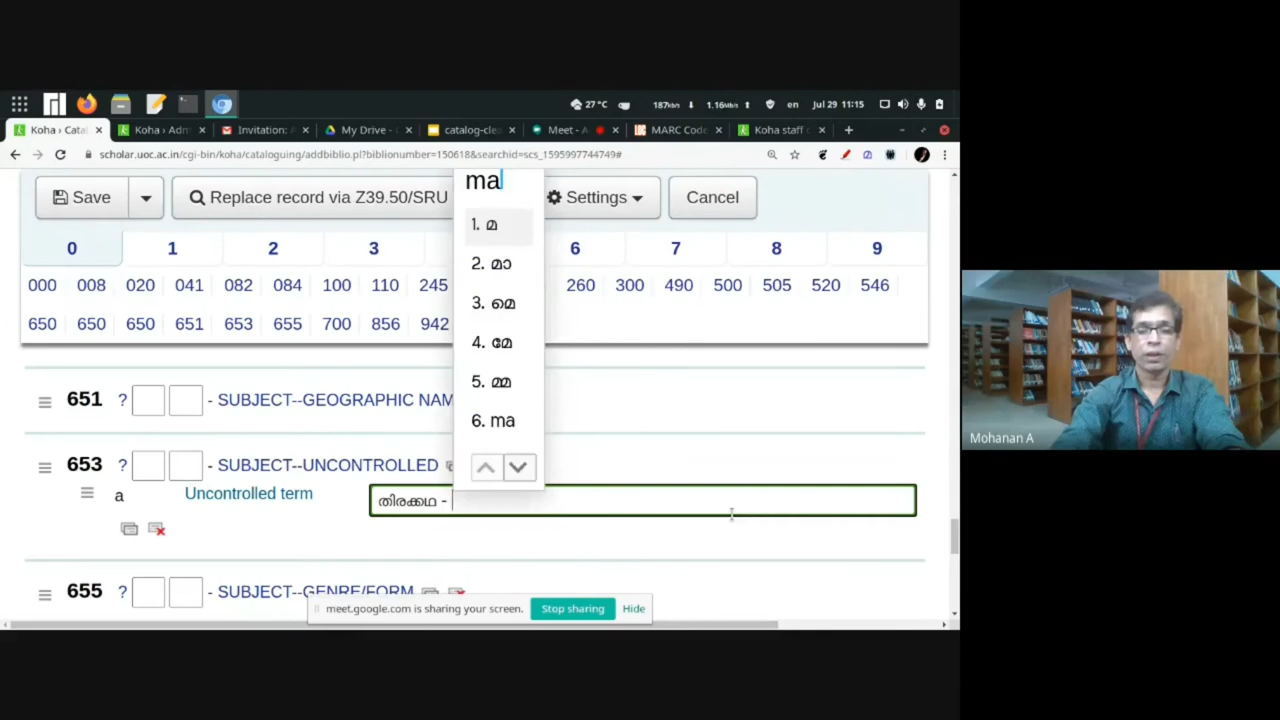 27 °C 187kb/s 1.16Mb/s en Jul 29 11:15
Koha › Catal Koha › Adm Invitation: A My Drive - catalog-clea Meet - A MARC Code Koha staff
scholar.uoc.ac.in/cgi-bin/koha/cataloguing/addbiblio.pl?biblionumber=150618&searchid=scs_1595997744749#
Save Replace record via Z39.50/SRU Settings Cancel
ma
1. മ
2. മാ
3. മെ
4. മേ
5. മ്മ
6. ma
0 1 2 3 6 7 8 9
000 008 020 041 082 084 100 110 245 260 300 490 500 505 520 546
650 650 650 651 653 655 700 856 942
651 ? - SUBJECT--GEOGRAPHIC NAM
653 ? - SUBJECT--UNCONTROLLED
a Uncontrolled term തിരക്കഥ -
655 ? - SUBJECT--GENRE/FORM
meet.google.com is sharing your screen. Stop sharing Hide
Mohanan A